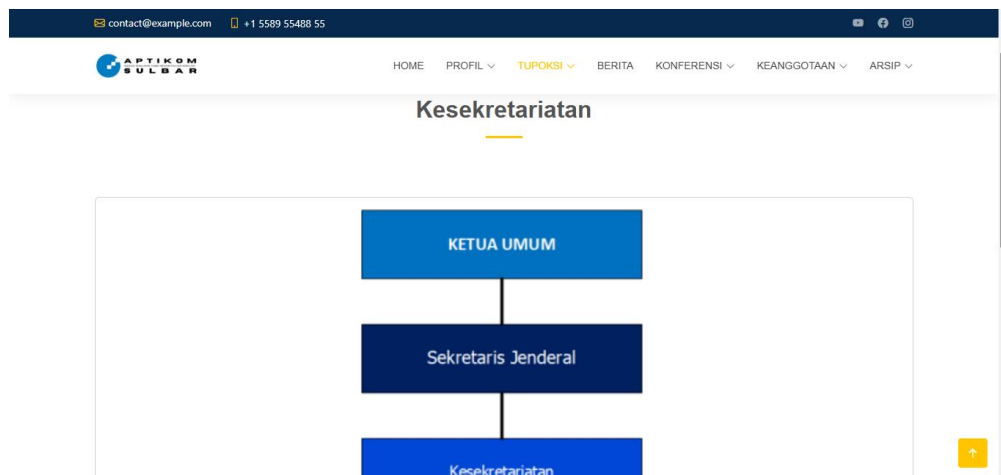 contact@example.com +1 5589 55488 55
APTIKOM
SULBAR
HOME PROFIL TUPOKSI BERITA KONFERENSI KEANGGOTAAN ARSIP
Kesekretariatan
KETUA UMUM
Sekretaris Jenderal
Kesekretariatan